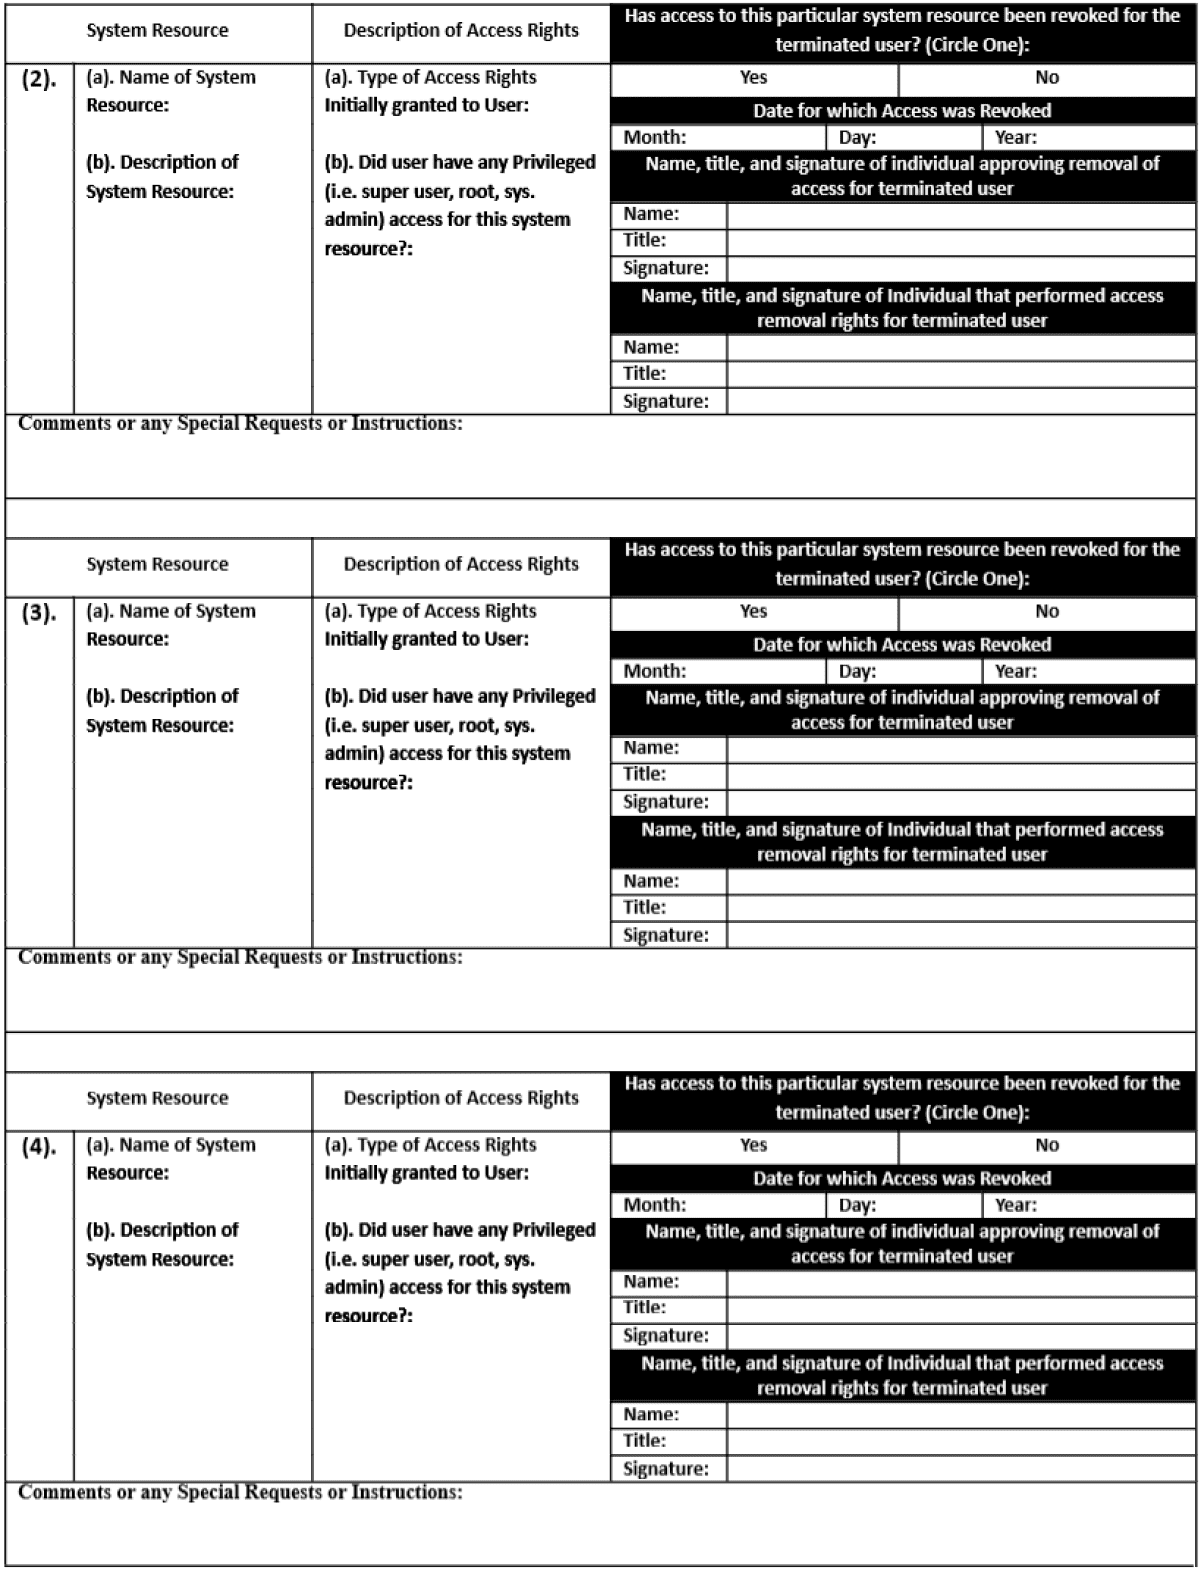 System Resource
Description of Access Rights
Has access to this particular system resource been revoked for the
terminated user? (Circle One):
(2).
(a). Name of System
Resource:
(b). Description of
System Resource:
(a). Type of Access Rights
Initially granted to User:
(b). Did user have any Privileged
(i.e. super user, root, sys.
admin) access for this system
resource?:
Yes
No
Date for which Access was Revoked
Month:
Day:
Year:
Name, title, and signature of individual approving removal of
access for terminated user
Name:
Title:
Signature:
Name, title, and signature of Individual that performed access
removal rights for terminated user
Name:
Title:
Signature:
Comments or any Special Requests or Instructions:
System Resource
Description of Access Rights
Has access to this particular system resource been revoked for the
terminated user? (Circle One):
(3).
(a). Name of System
Resource:
(b). Description of
System Resource:
(a). Type of Access Rights
Initially granted to User:
(b). Did user have any Privileged
(i.e. super user, root, sys.
admin) access for this system
resource?:
Yes
No
Date for which Access was Revoked
Month:
Day:
Year:
Name, title, and signature of individual approving removal of
access for terminated user
Name:
Title:
Signature:
Name, title, and signature of Individual that performed access
removal rights for terminated user
Name:
Title:
Signature:
Comments or any Special Requests or Instructions:
System Resource
Description of Access Rights
Has access to this particular system resource been revoked for the
terminated user? (Circle One):
(4).
(a). Name of System
Resource:
(b). Description of
System Resource:
(a). Type of Access Rights
Initially granted to User:
(b). Did user have any Privileged
(i.e. super user, root, sys.
admin) access for this system
resource?:
Yes
No
Date for which Access was Revoked
Month:
Day:
Year:
Name, title, and signature of individual approving removal of
access for terminated user
Name:
Title:
Signature:
Name, title, and signature of Individual that performed access
removal rights for terminated user
Name:
Title:
Signature:
Comments or any Special Requests or Instructions: